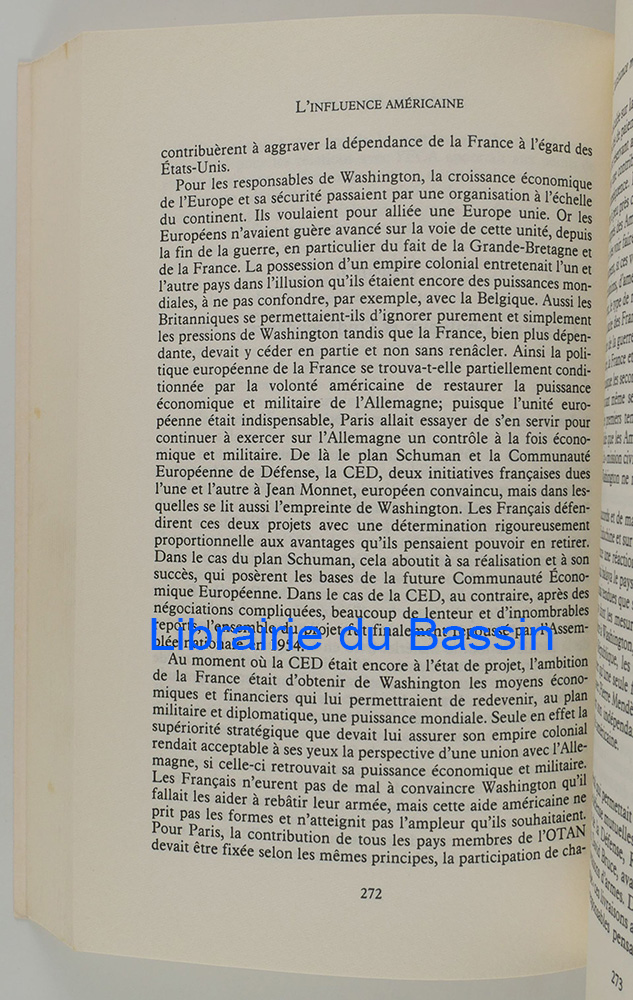 L'INFLUENCE AMÉRICAINE
contribuèrent à aggraver la dépendance de la France à l'égard des
États-Unis.
Pour les responsables de Washington, la croissance économique
de l'Europe et sa sécurité passaient par une organisation à l'échelle
du continent. Ils voulaient pour alliée une Europe unie. Or les
Européens n'avaient guère avancé sur la voie de cette unité, depuis
la fin de la guerre, en particulier du fait de la Grande-Bretagne et
de la France. La possession d'un empire colonial entretenait l'un et
l'autre pays dans l'illusion qu'ils étaient encore des puissances mon-
diales, à ne pas confondre, par exemple, avec la Belgique. Aussi les
Britanniques se permettaient-ils d'ignorer purement et simplement
les pressions de Washington tandis que la France, bien plus dépen-
dante, devait y céder en partie et non sans renâcler. Ainsi la poli-
tique européenne de la France se trouva-t-elle partiellement condi-
tionnée par la volonté américaine de restaurer la puissance
économique et militaire de l'Allemagne; puisque l'unité euro-
péenne était indispensable, Paris allait essayer de s'en servir pour
continuer à exercer sur l'Allemagne un contrôle à la fois écono-
mique et militaire. De là le plan Schuman et la Communauté
Européenne de Défense, la CED, deux initiatives françaises dues
l'une et l'autre à Jean Monnet, européen convaincu, mais dans les-
quelles se lit aussi l'empreinte de Washington. Les Français défen-
dirent ces deux projets avec une détermination rigoureusement
proportionnelle aux avantages qu'ils pensaient pouvoir en retirer.
Dans le cas du plan Schuman, cela aboutit à sa réalisation et à son
succès, qui posèrent les bases de la future Communauté Écono-
mique Européenne. Dans le cas de la CED, au contraire, après des
négociations compliquées, beaucoup de lenteur et d'innombrables
reports, l'ensemble du projet fut finalement repoussé par l'Assem-
blée nationale en 1954.
Librairie du Bassin
Au moment où la CED était encore à l'état de projet, l'ambition
de la France était d'obtenir de Washington les moyens écono-
miques et financiers qui lui permettraient de redevenir, au plan
militaire et diplomatique, une puissance mondiale. Seule en effet la
supériorité stratégique que devait lui assurer son empire colonial
rendait acceptable à ses yeux la perspective d'une union avec l'Alle-
magne, si celle-ci retrouvait sa puissance économique et militaire.
Les Français n'eurent pas de mal à convaincre Washington qu'il
fallait les aider à rebâtir leur armée, mais cette aide américaine ne
prit pas les formes et n'atteignit pas l'ampleur qu'ils souhaitaient.
Pour Paris, la contribution de tous les pays membres de l'OTAN
devait être fixée selon les mêmes principes, la participation de cha-
272
273